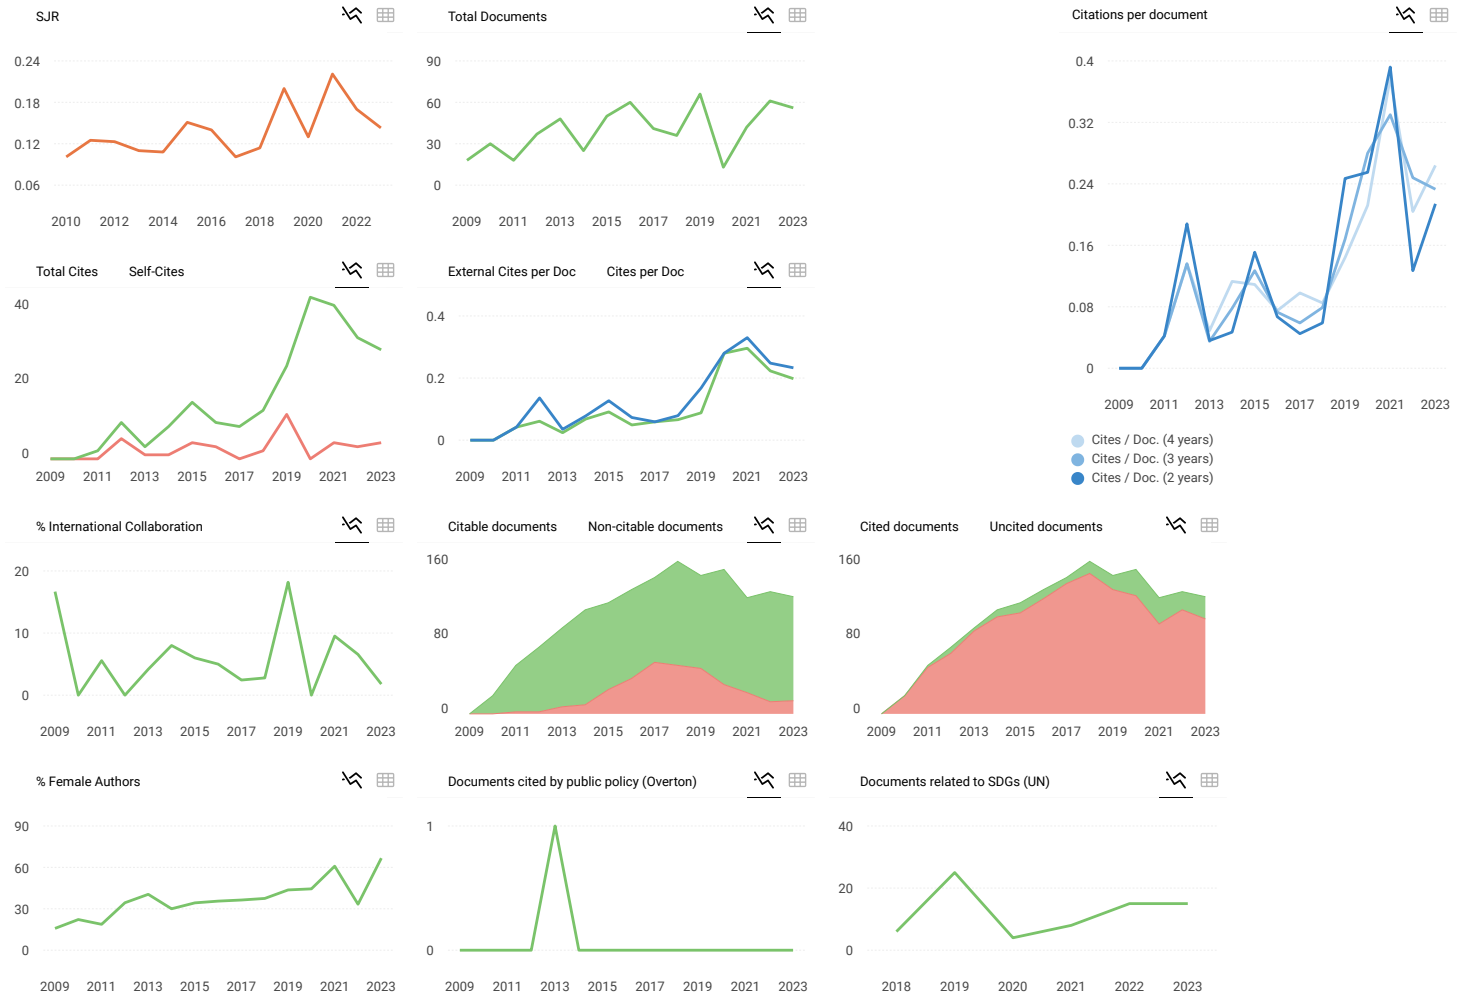 SJR
0.24
0.18
0.12
0.06
2010 2012 2014 2016 2018 2020 2022
Total Documents
90
60
30
0
2009 2011 2013 2015 2017 2019 2021 2023
Citations per document
0.4
0.32
0.24
0.16
0.08
0
2009 2011 2013 2015 2017 2019 2021 2023
Cites / Doc. (4 years)
Cites / Doc. (3 years)
Cites / Doc. (2 years)
Total Cites Self-Cites
40
20
0
2009 2011 2013 2015 2017 2019 2021 2023
External Cites per Doc Cites per Doc
0.4
0.2
0
2009 2011 2013 2015 2017 2019 2021 2023
% International Collaboration
20
10
0
2009 2011 2013 2015 2017 2019 2021 2023
Citable documents Non-citable documents
160
80
0
2009 2011 2013 2015 2017 2019 2021 2023
Cited documents Uncited documents
160
80
0
2009 2011 2013 2015 2017 2019 2021 2023
% Female Authors
90
60
30
0
2009 2011 2013 2015 2017 2019 2021 2023
Documents cited by public policy (Overton)
1
0
2009 2011 2013 2015 2017 2019 2021 2023
Documents related to SDGs (UN)
40
20
0
2018 2019 2020 2021 2022 2023